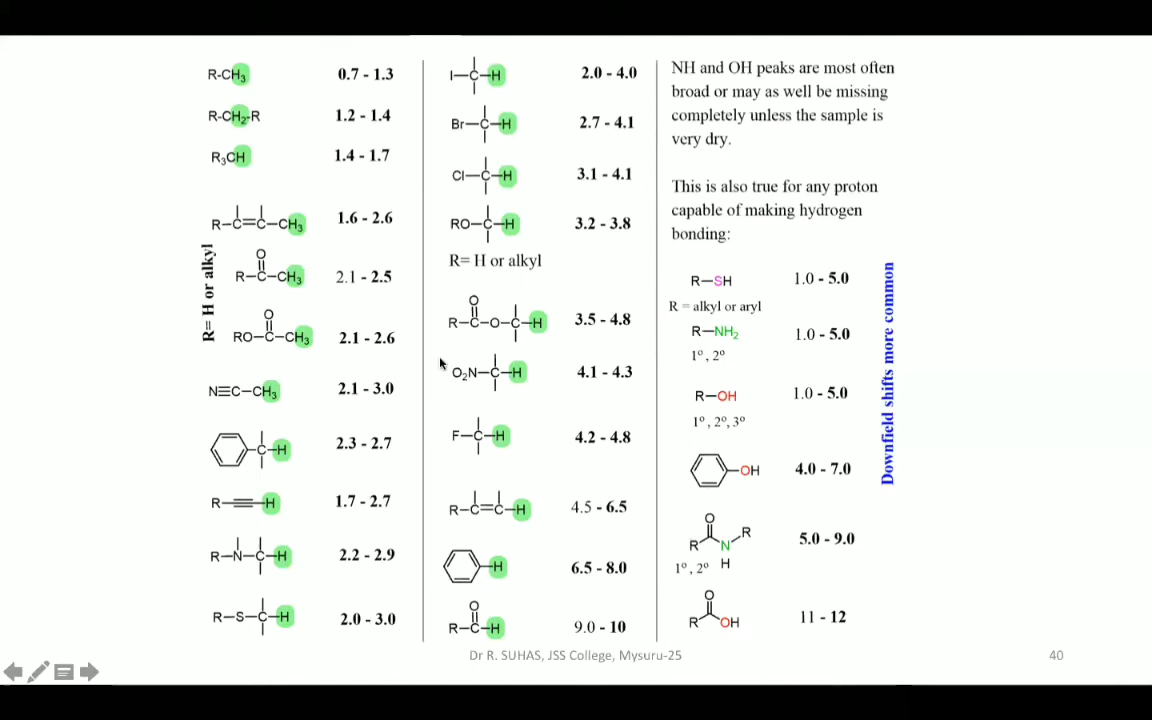 R-CH3 0.7 - 1.3
R-CH2-R 1.2 - 1.4
R3CH 1.4 - 1.7
R-C=C-CH3 1.6 - 2.6
R= H or alkyl
O
R-C-CH3 2.1 - 2.5
O
RO-C-CH3 2.1 - 2.6
N≡C-CH3 2.1 - 3.0
C-H 2.3 - 2.7
R-≡-H 1.7 - 2.7
R-N-C-H 2.2 - 2.9
R-S-C-H 2.0 - 3.0
I-C-H 2.0 - 4.0
Br-C-H 2.7 - 4.1
Cl-C-H 3.1 - 4.1
RO-C-H 3.2 - 3.8
R= H or alkyl
O
R-C-O-C-H 3.5 - 4.8
O2N-C-H 4.1 - 4.3
F-C-H 4.2 - 4.8
R-C=C-H 4.5 - 6.5
H 6.5 - 8.0
O
R-C-H 9.0 - 10
NH and OH peaks are most often
broad or may as well be missing
completely unless the sample is
very dry.
This is also true for any proton
capable of making hydrogen
bonding:
R-SH 1.0 - 5.0
R = alkyl or aryl
R-NH2 1.0 - 5.0
1º, 2º
R-OH 1.0 - 5.0
1º, 2º, 3º
OH 4.0 - 7.0
O
R N R 5.0 - 9.0
1º, 2º H
O
R OH 11 - 12
Downfield shifts more common
Dr R. SUHAS, JSS College, Mysuru-25
40